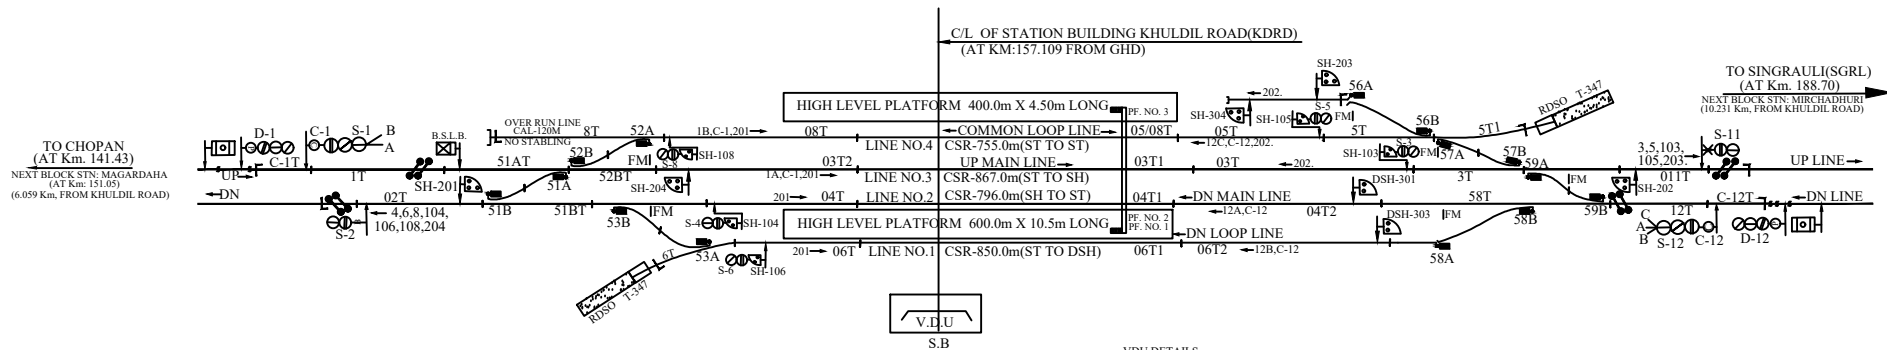 C/L OF STATION BUILDING KHULDIL ROAD(KDRD)
(AT KM:157.109 FROM GHD)
TO SINGRAULI(SGRL)
(AT Km. 188.70)
NEXT BLOCK STN: MIRCHADHURI
(10.231 Km, FROM KHULDIL ROAD)
TO CHOPAN
(AT Km. 141.43)
NEXT BLOCK STN: MAGARDAHA
(AT Km: 151.05)
(6.059 Km, FROM KHULDIL ROAD)
SH-203
56A
202.
SH-304
SH-105
S-5
FM
RDSO T-347
HIGH LEVEL PLATFORM 400.0m X 4.50m LONG
PF. NO. 3
D-1
C-1
S-1
B
A
C-1T
B.S.L.B.
OVER RUN LINE
CAL-120M
NO STABLING
8T
52A
1B,C-1,201
08T
COMMON LOOP LINE
05/08T
05T
5T
56B
5T1
LINE NO.4
CSR-755.0m(ST TO ST)
12C,C-12,202.
S-11
3,5,103,
105,203.
UP
1T
51AT
52B
FM
S-8
SH-108
52BT
03T2
UP MAIN LINE
03T1
03T
202.
SH-103
S-3
FM
57A
57B
3T
59A
FM
011T
UP LINE
SH-201
51A
SH-204
1A,C-1,201
LINE NO.3
CSR-867.0m(ST TO SH)
DSH-301
SH-202
DN
02T
51B
51BT
FM
201
04T
LINE NO.2
CSR-796.0m(SH TO ST)
04T1
DN MAIN LINE
58T
59B
12T
C-12T
DN LINE
S-2
4,6,8,104,
106,108,204
53B
S-4
SH-104
HIGH LEVEL PLATFORM 600.0m X 10.5m LONG
PF. NO. 2
PF. NO. 1
12A,C-12
04T2
DSH-303
FM
58B
C
A
B
S-12
C-12
D-12
DN LOOP LINE
53A
6T
S-6
SH-106
201
06T
LINE NO.1
CSR-850.0m(ST TO DSH)
06T1
06T2
12B,C-12
58A
RDSO T-347
V.D.U
S.B